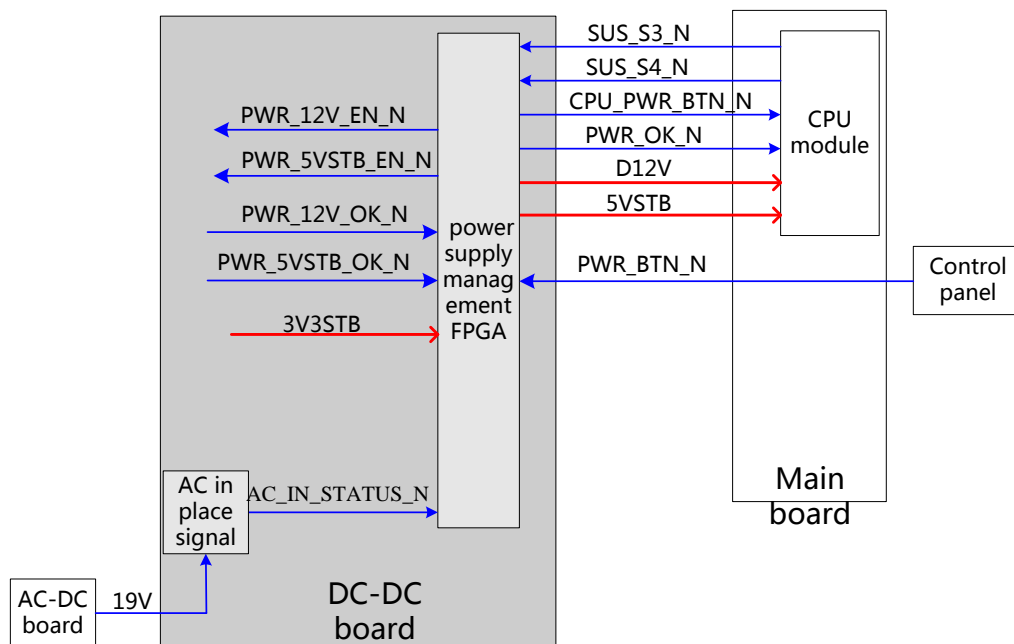 SUS_S3_N
SUS_S4_N
CPU_PWR_BTN_N
PWR_OK_N
D12V
5VSTB
CPU
module
PWR_12V_EN_N
PWR_5VSTB_EN_N
PWR_12V_OK_N
PWR_5VSTB_OK_N
3V3STB
power
supply
manag
ement
FPGA
PWR_BTN_N
Control
panel
AC in
place
signal
AC_IN_STATUS_N
Main
board
AC-DC
board
19V
DC-DC
board